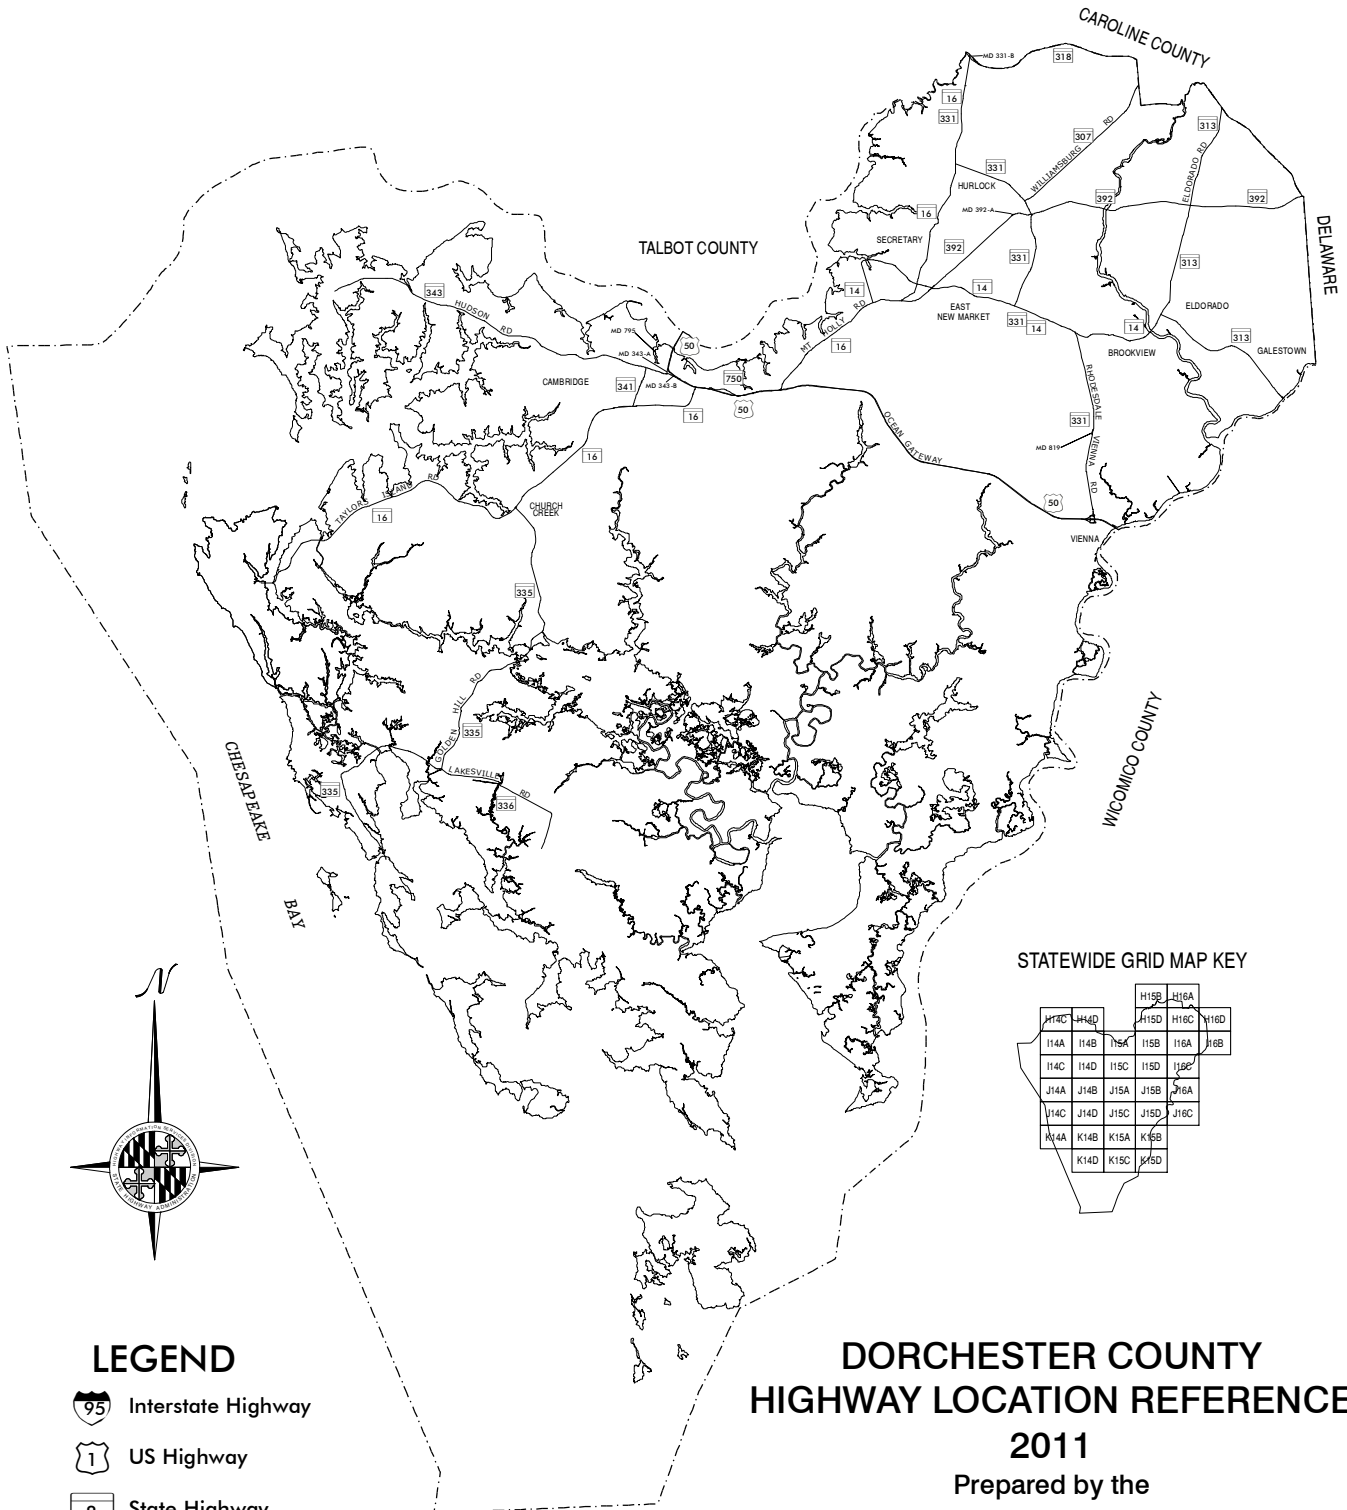 CAROLINE COUNTY
MD 331-B
318
16
331
313
307
WILLIAMSBURG RD
ELDORADO RD
331
HURLOCK
392
392
MD 392-A
16
DELAWARE
SECRETARY
392
TALBOT COUNTY
331
313
14
14
343
HUDSON RD
EAST
NEW MARKET
ELDORADO
331
14
14
MD 795
MT HOLLY RD
16
50
313
MD 343-A
BROOKVIEW
GALESTOWN
CAMBRIDGE
341
MD 343-B
750
RHODESDALE VIENNA RD
50
16
331
OCEAN GATEWAY
MD 819
16
TAYLORS ISLAND RD
16
CHURCH
CREEK
50
VIENNA
335
GOLDEN HILL RD
335
WICOMICO COUNTY
CHESAPEAKE
BAY
LAKESVILLE RD
335
336
N
STATEWIDE GRID MAP KEY
H15B H16A
H14C H14D H15D H16C H16D
I14A I14B I15A I15B I16A I16B
I14C I14D I15C I15D I16C
J14A J14B J15A J15B J16A
J14C J14D J15C J15D J16C
K14A K14B K15A K15B
K14D K15C K15D
HIGHWAY INFORMATION SERVICES DIVISION
STATE HIGHWAY ADMINISTRATION
LEGEND
95 Interstate Highway
1 US Highway
State Highway
DORCHESTER COUNTY
HIGHWAY LOCATION REFERENCE
2011
Prepared by the